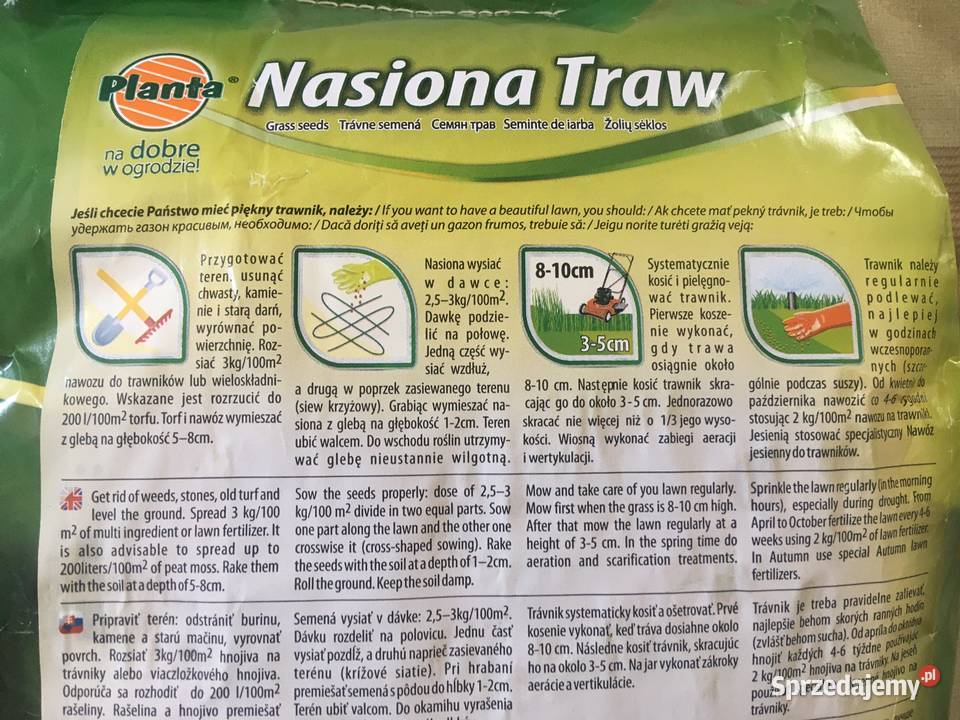 Planta®
na dobre
w ogrodzie!
Nasiona Traw
Grass seeds Trávne semená Семян трав Seminte de iarba Žolių sėklos
Jeśli chcecie Państwo mieć piękny trawnik, należy: / If you want to have a beautiful lawn, you should: / Ak chcete mať pekný trávnik, je treb: / Чтобы
удержать газон красивым, необходимо: / Dacă doriți să aveți un gazon frumos, trebuie să: / Jeigu norite turėti gražią veją:
Przygotować
teren: usunąć
chwasty, kamie-
nie i starą darń,
wyrównać po-
wierzchnię. Roz-
siać 3kg/100m²
nawozu do trawników lub wieloskładni-
kowego. Wskazane jest rozrzucić do
200 l/100m² torfu. Torf i nawóz wymieszać
z glebą na głębokość 5–8cm.
Nasiona wysiać
w dawce:
2,5–3kg/100m².
Dawkę podzie-
lić na połowę.
Jedną część wy-
siać wzdłuż,
a drugą w poprzek zasiewanego terenu
(siew krzyżowy). Grabiąc wymieszać na-
siona z glebą na głębokość 1-2cm. Teren
ubić walcem. Do wschodu roślin utrzymy-
wać glebę nieustannie wilgotną.
8-10cm
3-5cm
Systematycznie
kosić i pielęgno-
wać trawnik.
Pierwsze kosze-
nie wykonać,
gdy trawa
osiągnie około
8-10 cm. Następnie kosić trawnik skra-
cając go do około 3-5 cm. Jednorazowo
skracać nie więcej niż o 1/3 jego wyso-
kości. Wiosną wykonać zabiegi aeracji
i wertykulacji.
Trawnik należy
regularnie
podlewać,
najlepiej
w godzinach
wczesnoporan-
nych (szcze-
gólnie podczas suszy). Od kwietnia do
października nawozić co 4-6 tygodni
stosując 2 kg/100m² nawozu na trawniki.
Jesienią stosować specjalistyczny Nawóz
jesienny do trawników.
Get rid of weeds, stones, old turf and
level the ground. Spread 3 kg/100
m² of multi ingredient or lawn fertilizer. It
is also advisable to spread up to
200liters/100m² of peat moss. Rake them
with the soil at a depth of 5-8cm.
Sow the seeds properly: dose of 2,5–3
kg/100 m² divide in two equal parts. Sow
one part along the lawn and the other one
crosswise it (cross-shaped sowing). Rake
the seeds with the soil at a depth of 1–2cm.
Roll the ground. Keep the soil damp.
Mow and take care of you lawn regularly.
Mow first when the grass is 8-10 cm high.
After that mow the lawn regularly at a
height of 3-5 cm. In the spring time do
aeration and scarification treatments.
Sprinkle the lawn regularly (in the morning
hours), especially during drought. From
April to October fertilize the lawn every 4-6
weeks using 2 kg/100m² of lawn fertilizer.
In Autumn use special Autumn lawn
fertilizers.
Pripraviť terén: odstrániť burinu,
kamene a starú mačinu, vyrovnať
povrch. Rozsiať 3kg/100m² hnojiva na
trávniky alebo viaczložkového hnojiva.
Odporúča sa rozhodiť do 200 l/100m²
rašeliny. Rašelina a hnojivo premiešať
Semená vysiať v dávke: 2,5–3kg/100m².
Dávku rozdeliť na polovicu. Jednu časť
vysiať pozdĺž, a druhú naprieč zasievaného
terénu (krížové siatie). Pri hrabaní
premiešať semená s pôdou do hĺbky 1-2cm.
Terén ubiť valcom. Do okamihu vyrašenia
Trávnik systematicky kosiť a ošetrovať. Prvé
kosenie vykonať, keď tráva dosiahne okolo
8-10 cm. Následne kosiť trávnik, skracujúc
ho na okolo 3-5 cm. Na jar vykonať zákroky
aerácie a vertikulácie.
Trávnik je treba pravidelne zalievať,
najlepšie behom skorých ranných hodín
(zvlášť behom sucha). Od apríla do októbra
hnojiť každých 4-6 týždne používajúc
2 kg/100m² hnojiva na trávniky. Na jeseň
trávniky.
Sprzedajemy.pl